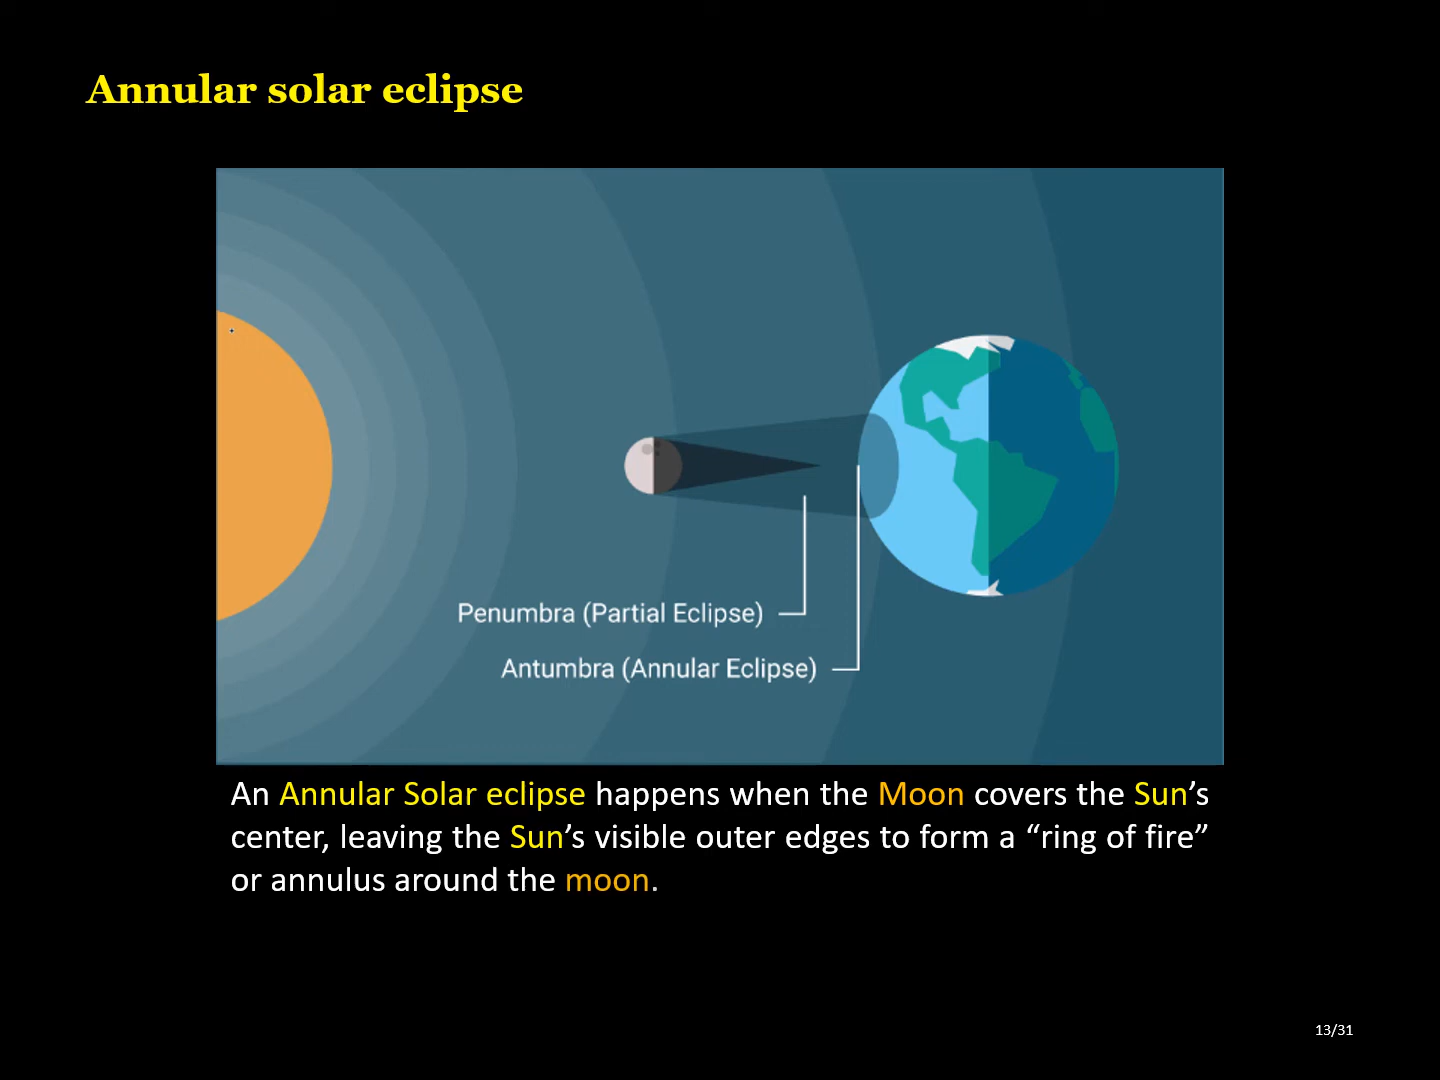 Annular solar eclipse
Penumbra (Partial Eclipse)
Antumbra (Annular Eclipse)
An Annular Solar eclipse happens when the Moon covers the Sun’s
center, leaving the Sun’s visible outer edges to form a “ring of fire”
or annulus around the moon.
13/31